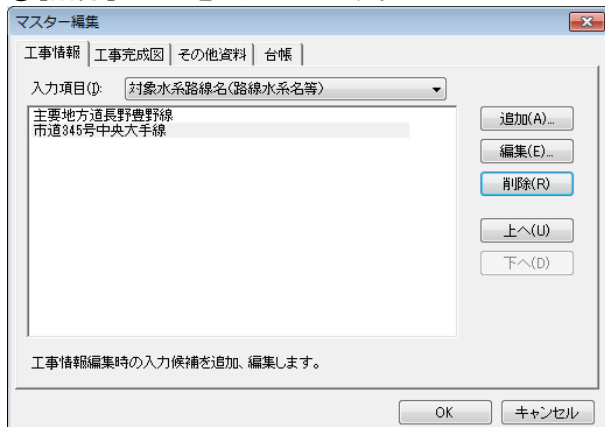 マスター編集
工事情報 工事完成図 その他資料 台帳
入力項目(I): 対象水系路線名(路線水系名等)
主要地方道長野豊野線
市道345号中央大手線
追加(A)...
編集(E)...
削除(R)
上へ(U)
下へ(D)
工事情報編集時の入力候補を追加、編集します。
OK キャンセル